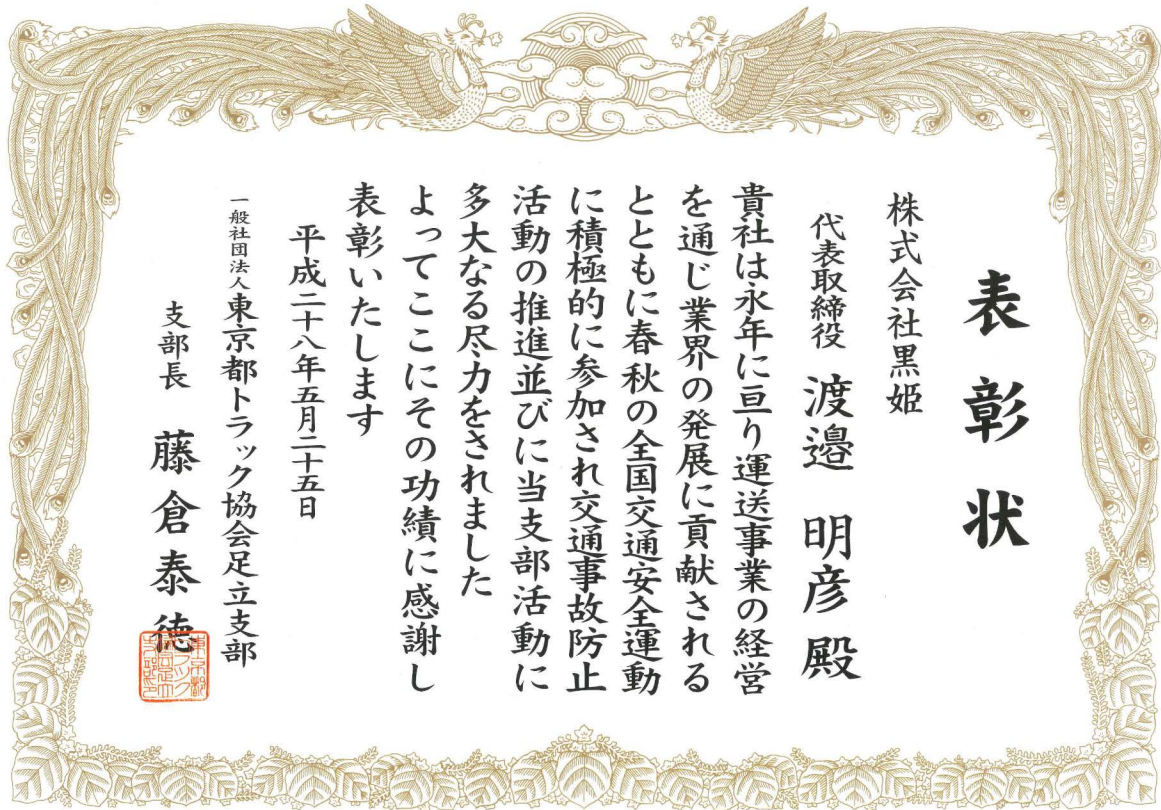 表彰状
株式会社黒姫
代表取締役 渡邉 明彦 殿
貴社は永年に亘り運送事業の経営
を通じ業界の発展に貢献される
とともに春秋の全国交通安全運動
に積極的に参加され交通事故防止
活動の推進並びに当支部活動に
多大なる尽力をされました
よってここにその功績に感謝し
表彰いたします
平成二十八年五月二十五日
一般社団法人東京都トラック協会足立支部
支部長 藤倉泰徳